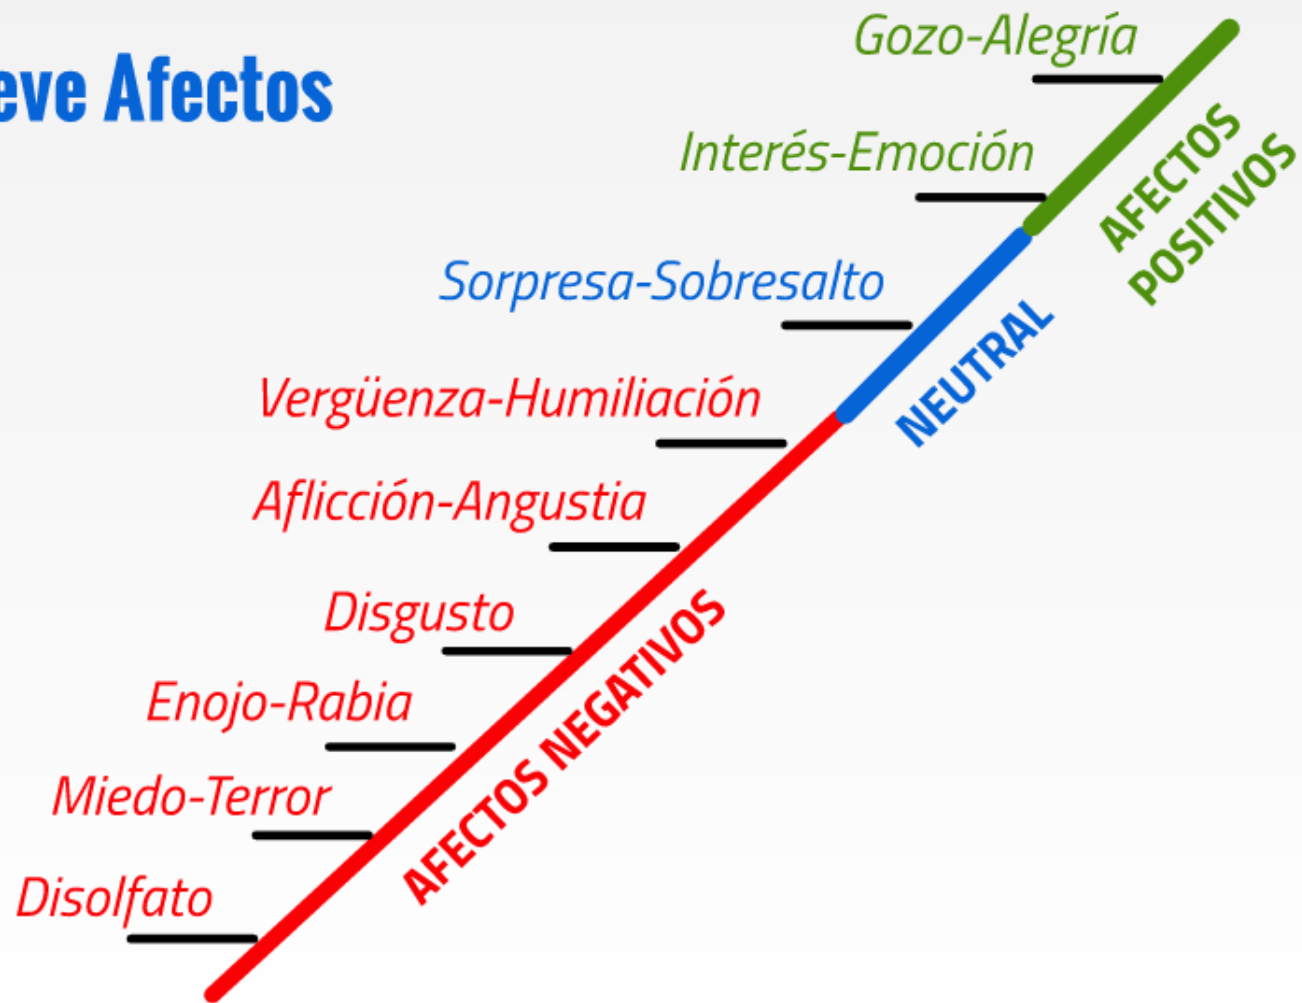 eve Afectos
Gozo-Alegría
Interés-Emoción
AFECTOS
POSITIVOS
Sorpresa-Sobresalto
NEUTRAL
Vergüenza-Humiliación
Aflicción-Angustia
Disgusto
Enojo-Rabia
AFECTOS NEGATIVOS
Miedo-Terror
Disolfato